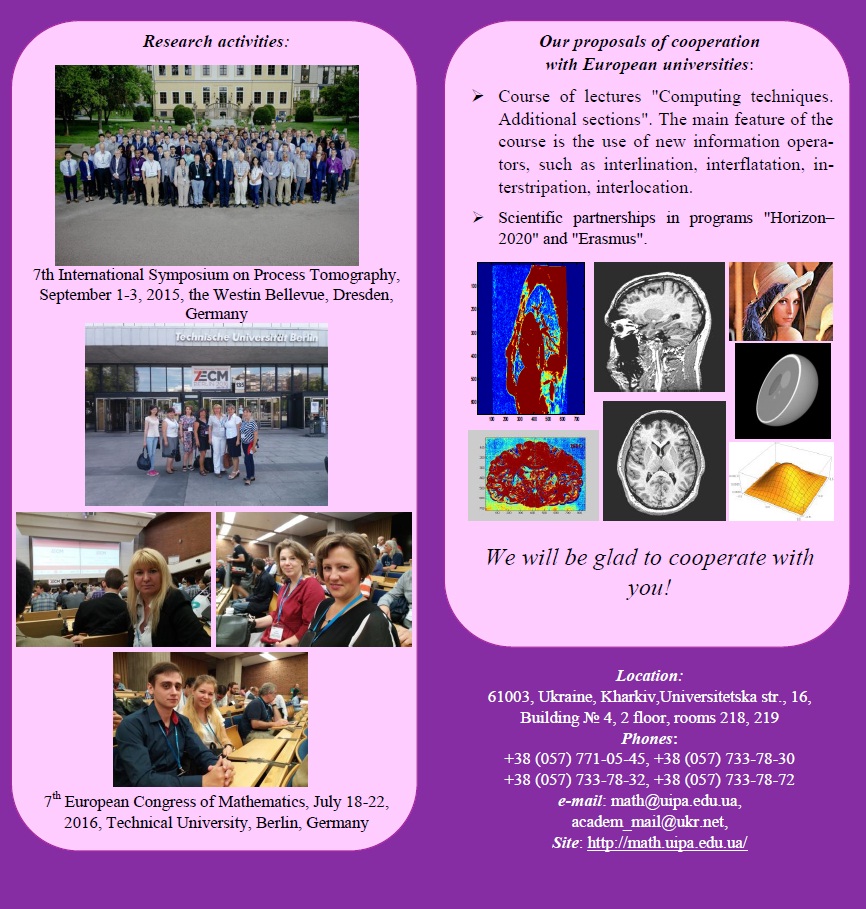 Research activities:
7th International Symposium on Process Tomography,
September 1-3, 2015, the Westin Bellevue, Dresden,
Germany
Technische Universität Berlin
7ECM
7th European Congress of Mathematics, July 18-22,
2016, Technical University, Berlin, Germany
Our proposals of cooperation
with European universities:
➢ Course of lectures "Computing techniques.
Additional sections". The main feature of the
course is the use of new information opera-
tors, such as interlination, interflatation, in-
terstripation, interlocation.
➢ Scientific partnerships in programs "Horizon–
2020" and "Erasmus".
We will be glad to cooperate with
you!
Location:
61003, Ukraine, Kharkiv,Universitetska str., 16,
Building № 4, 2 floor, rooms 218, 219
Phones:
+38 (057) 771-05-45, +38 (057) 733-78-30
+38 (057) 733-78-32, +38 (057) 733-78-72
e-mail: math@uipa.edu.ua,
academ_mail@ukr.net,
Site: http://math.uipa.edu.ua/